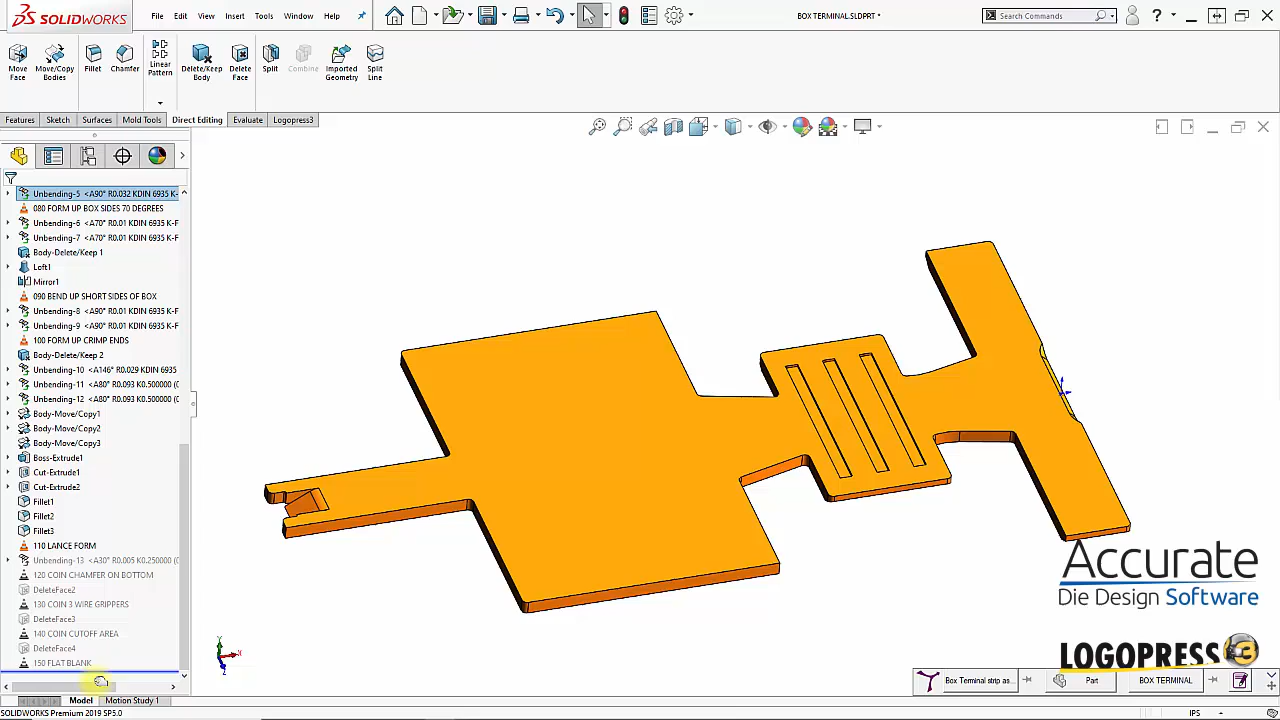 SOLIDWORKS
File
Edit
View
Insert
Tools
Window
Help
BOX TERMINAL.SLDPRT *
Search Commands
Move Face
Move/Copy Bodies
Fillet
Chamfer
Linear Pattern
Delete/Keep Body
Delete Face
Split
Combine
Imported Geometry
Split Line
Features
Sketch
Surfaces
Mold Tools
Direct Editing
Evaluate
Logopress3
Unbending-5 <A90° R0.032 KDIN 6935 K-
080 FORM UP BOX SIDES 70 DEGREES
Unbending-6 <A70° R0.01 KDIN 6935 K-F
Unbending-7 <A70° R0.01 KDIN 6935 K-F
Body-Delete/Keep 1
Loft1
Mirror1
090 BEND UP SHORT SIDES OF BOX
Unbending-8 <A90° R0.01 KDIN 6935 K-F
Unbending-9 <A90° R0.01 KDIN 6935 K-F
100 FORM UP CRIMP ENDS
Body-Delete/Keep 2
Unbending-10 <A146° R0.029 KDIN 6935
Unbending-11 <A80° R0.093 K0.500000 (0
Unbending-12 <A80° R0.093 K0.500000 (0
Body-Move/Copy1
Body-Move/Copy2
Body-Move/Copy3
Boss-Extrude1
Cut-Extrude1
Cut-Extrude2
Fillet1
Fillet2
Fillet3
110 LANCE FORM
Unbending-13 <A30° R0.005 K0.250000 (0
120 COIN CHAMFER ON BOTTOM
DeleteFace2
130 COIN 3 WIRE GRIPPERS
DeleteFace3
140 COIN CUTOFF AREA
DeleteFace4
150 FLAT BLANK
Y
X
Z
Accurate
Die Design Software
LOGOPRESS3
Box Terminal strip as...
Part
BOX TERMINAL
Model
Motion Study 1
SOLIDWORKS Premium 2019 SP5.0
IPS